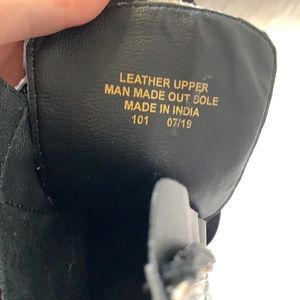 LEATHER UPPER
MAN MADE OUT SOLE
MADE IN INDIA
101 07/19